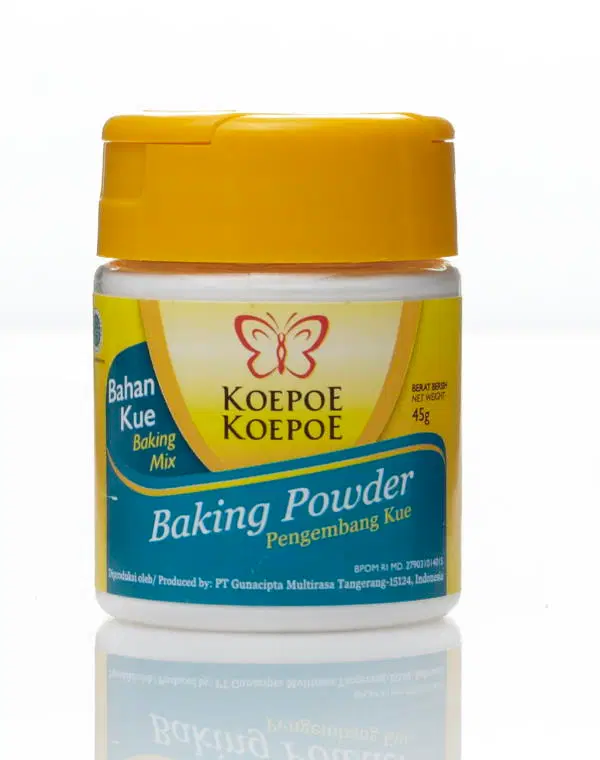 KOEPOE
KOEPOE
Bahan
Kue
Baking
Mix
BERAT BERSIH
NET WEIGHT
45g
Baking Powder
Pengembang Kue
BPOM RI MD. 279031014015
Diproduksi oleh/ Produced by: PT Gunacipta Multirasa Tangerang-15124, Indonesia